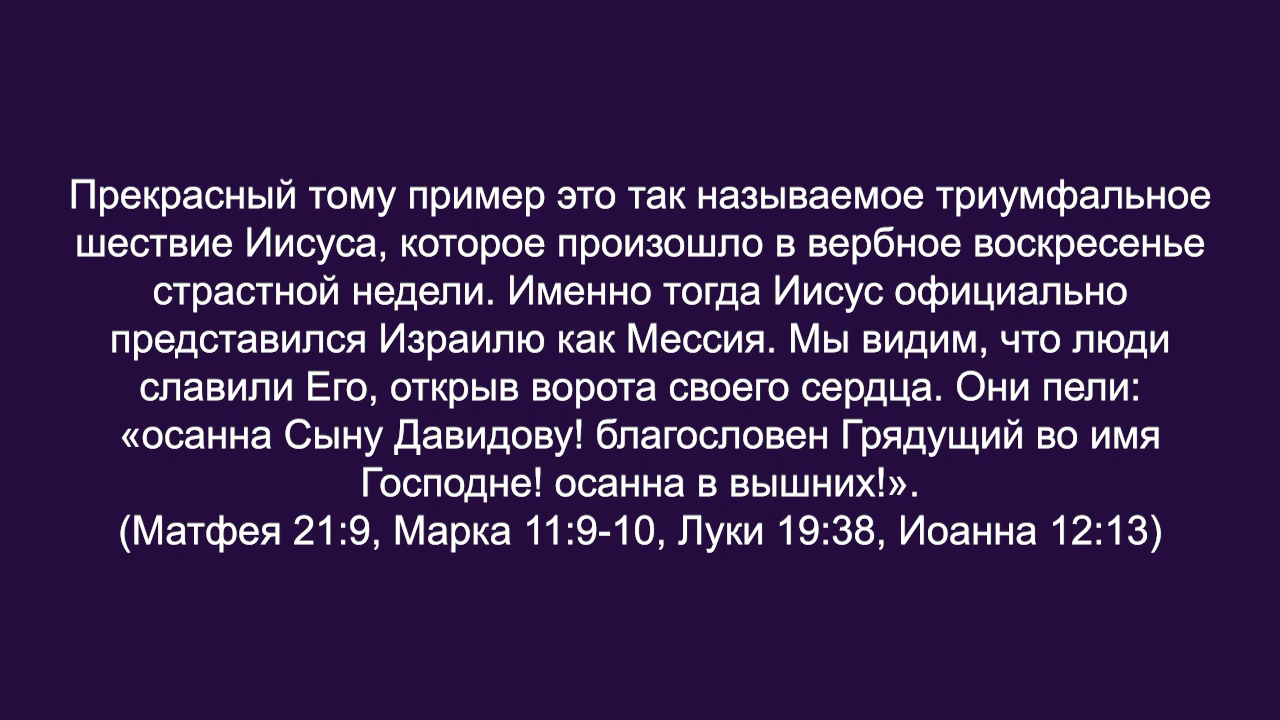 Прекрасный тому пример это так называемое триумфальное
шествие Иисуса, которое произошло в вербное воскресенье
страстной недели. Именно тогда Иисус официально
представился Израилю как Мессия. Мы видим, что люди
славили Его, открыв ворота своего сердца. Они пели:
«осанна Сыну Давидову! благословен Грядущий во имя
Господне! осанна в вышних!».
(Матфея 21:9, Марка 11:9-10, Луки 19:38, Иоанна 12:13)